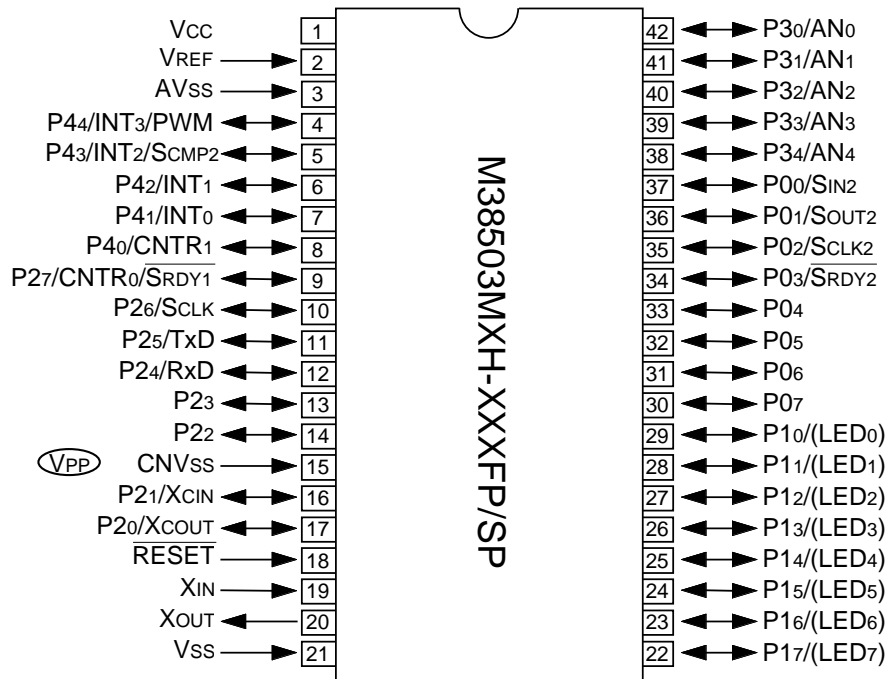 VCC 1 42 P30/AN0
VREF 2 41 P31/AN1
AVSS 3 40 P32/AN2
P44/INT3/PWM 4 39 P33/AN3
P43/INT2/SCMP2 5 38 P34/AN4
P42/INT1 6 37 P00/SIN2
P41/INT0 7 36 P01/SOUT2
P40/CNTR1 8 35 P02/SCLK2
P27/CNTR0/SRDY1 9 34 P03/SRDY2
P26/SCLK 10 33 P04
P25/TxD 11 32 P05
P24/RxD 12 31 P06
P23 13 30 P07
P22 14 29 P10/(LED0)
VPP CNVSS 15 28 P11/(LED1)
P21/XCIN 16 27 P12/(LED2)
P20/XCOUT 17 26 P13/(LED3)
RESET 18 25 P14/(LED4)
XIN 19 24 P15/(LED5)
XOUT 20 23 P16/(LED6)
VSS 21 22 P17/(LED7)
M38503MXH-XXXFP/SP